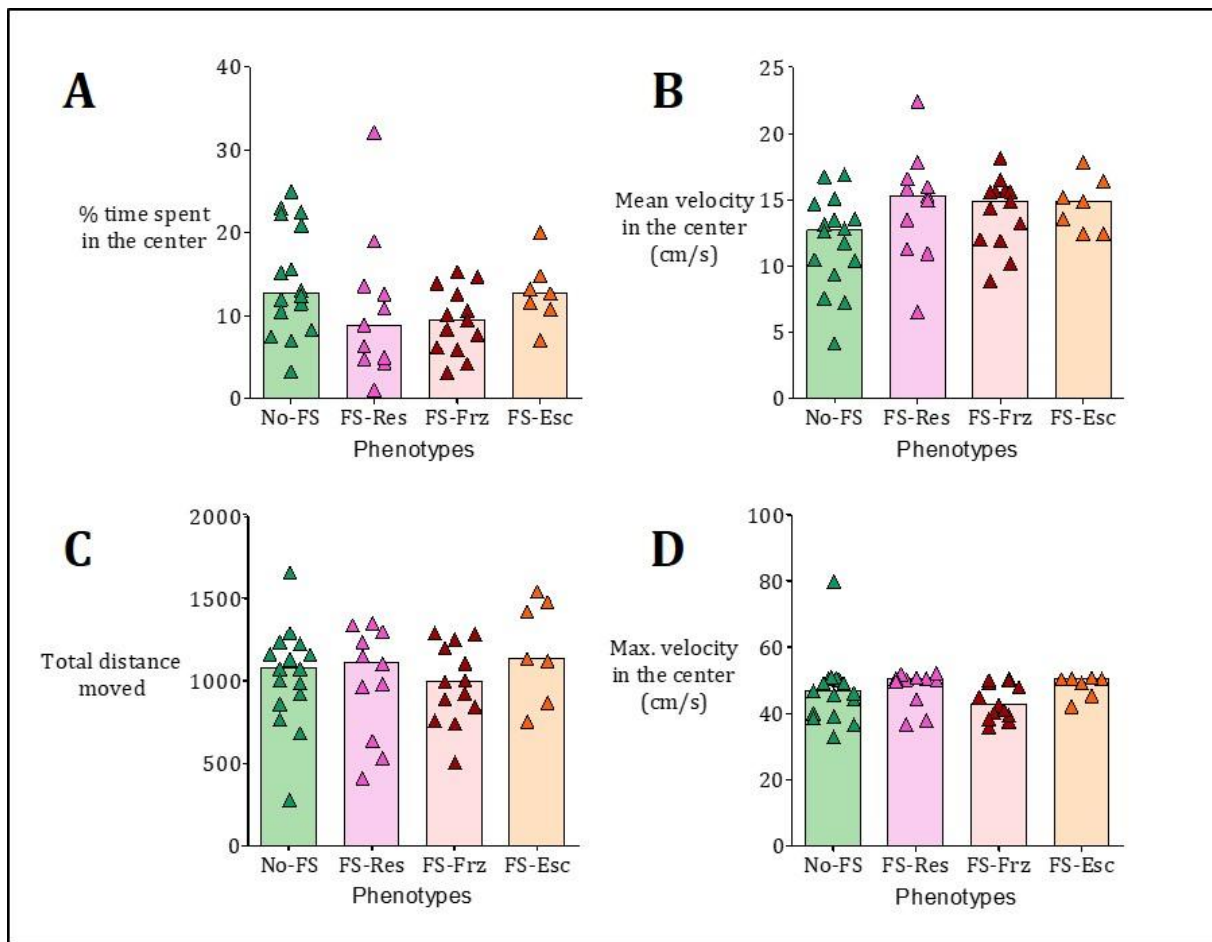 A
% time spent
in the center
40
30
20
10
0
No-FS FS-Res FS-Frz FS-Esc
Phenotypes
B
Mean velocity
in the center
(cm/s)
25
20
15
10
5
0
No-FS FS-Res FS-Frz FS-Esc
Phenotypes
C
Total distance
moved
2000
1500
1000
500
0
No-FS FS-Res FS-Frz FS-Esc
Phenotypes
D
Max. velocity
in the center
(cm/s)
100
80
60
40
20
0
No-FS FS-Res FS-Frz FS-Esc
Phenotypes